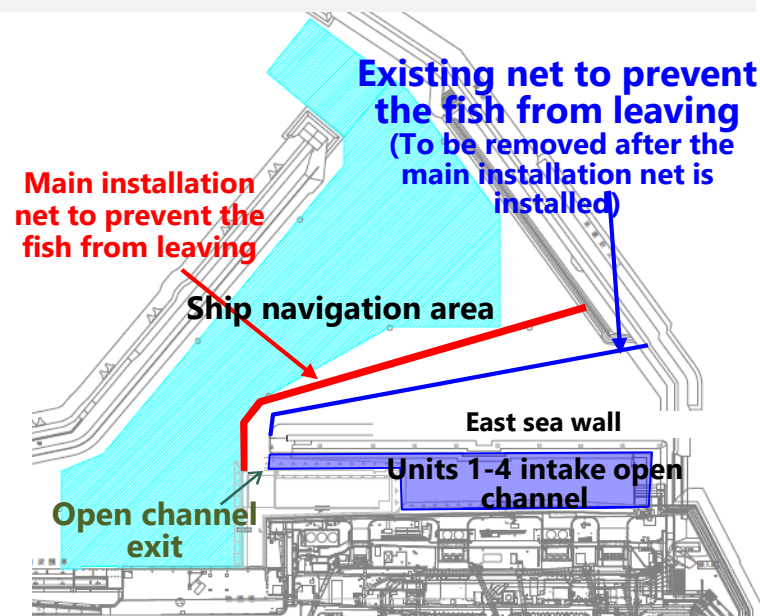 Existing net to prevent
the fish from leaving
(To be removed after the
main installation net is
installed)
Main installation
net to prevent the
fish from leaving
Ship navigation area
East sea wall
Units 1-4 intake open
channel
Open channel
exit